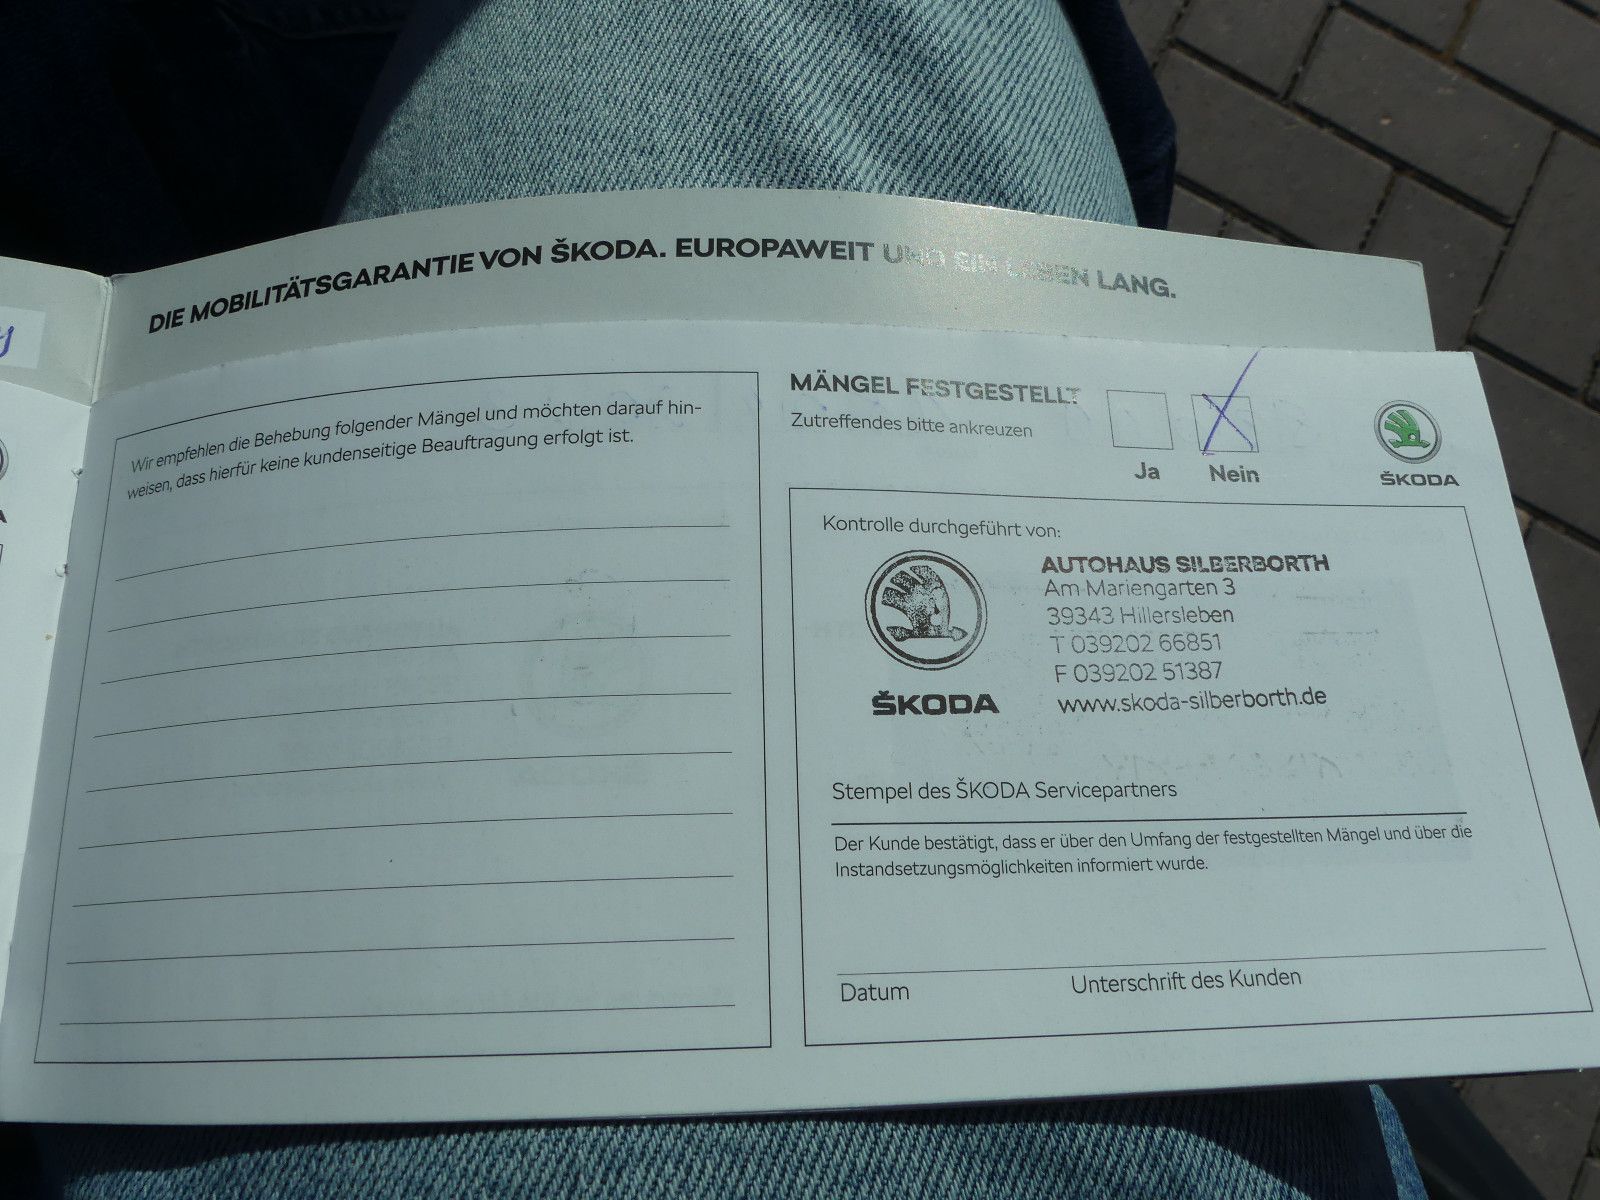 DIE MOBILITÄTSGARANTIE VON ŠKODA. EUROPAWEIT UND EIN LEBEN LANG.
Wir empfehlen die Behebung folgender Mängel und möchten darauf hin-
weisen, dass hierfür keine kundenseitige Beauftragung erfolgt ist.
MÄNGEL FESTGESTELLT
Zutreffendes bitte ankreuzen
Ja
Nein
ŠKODA
Kontrolle durchgeführt von:
ŠKODA
AUTOHAUS SILBERBORTH
Am Mariengarten 3
39343 Hillersleben
T 039202 66851
F 039202 51387
www.skoda-silberborth.de
Stempel des ŠKODA Servicepartners
Der Kunde bestätigt, dass er über den Umfang der festgestellten Mängel und über die
Instandsetzungsmöglichkeiten informiert wurde.
Datum
Unterschrift des Kunden